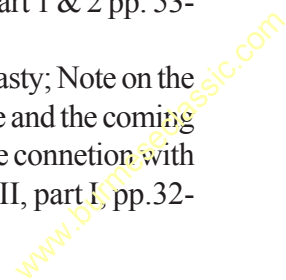 art 1 & 2 pp. 53-
asty; Note on the
e and the coming
e connetion with
II, part I, pp.32-
www.burmeseclassic.com